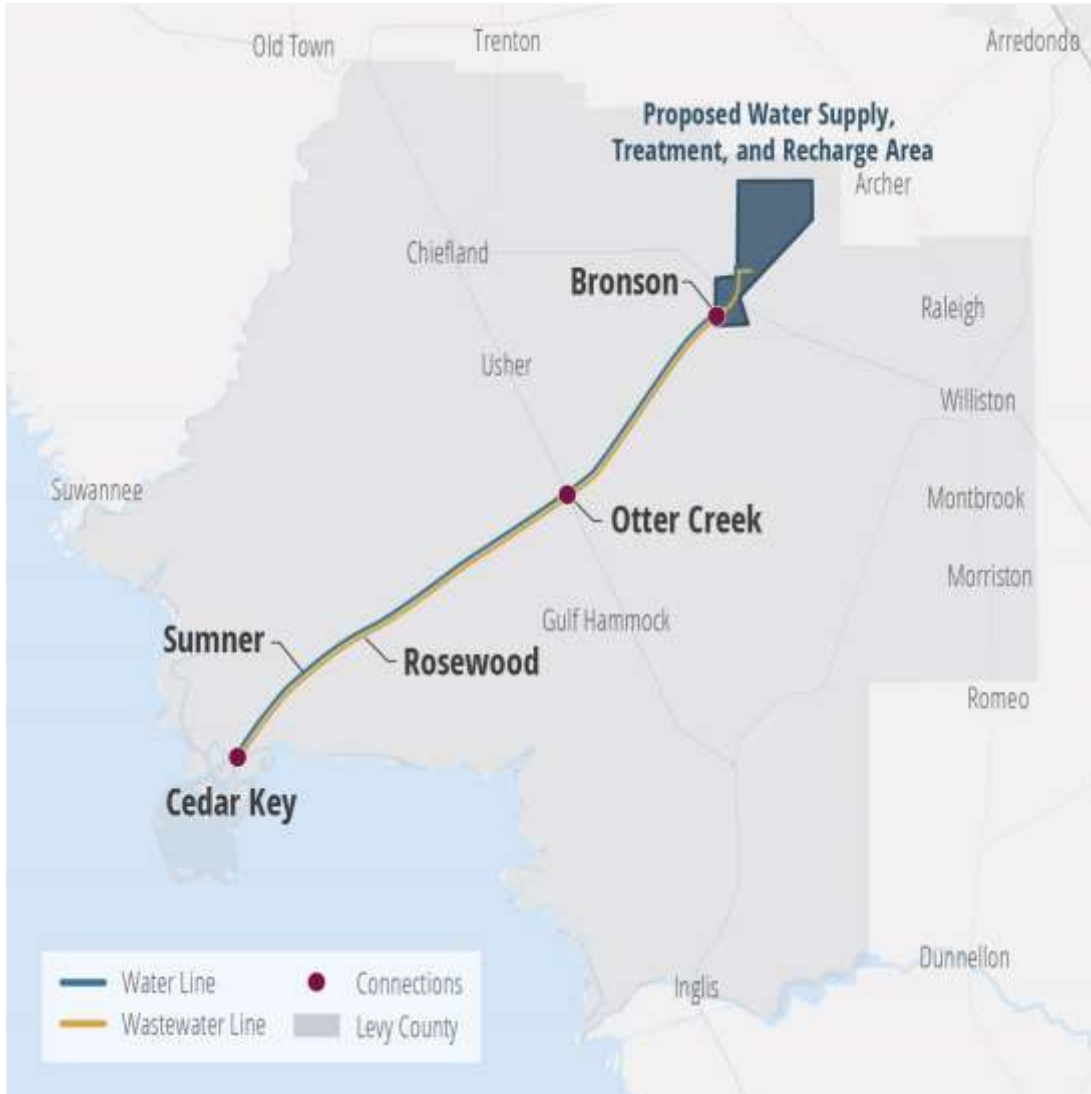 Old Town
Trenton
Arredondo
Proposed Water Supply,
Treatment, and Recharge Area
Archer
Chiefland
Bronson
Raleigh
Usher
Williston
Suwannee
Montbrook
Otter Creek
Morriston
Gulf Hammock
Sumner
Rosewood
Romeo
Cedar Key
Dunnellon
Inglis
Water Line
Connections
Wastewater Line
Levy County